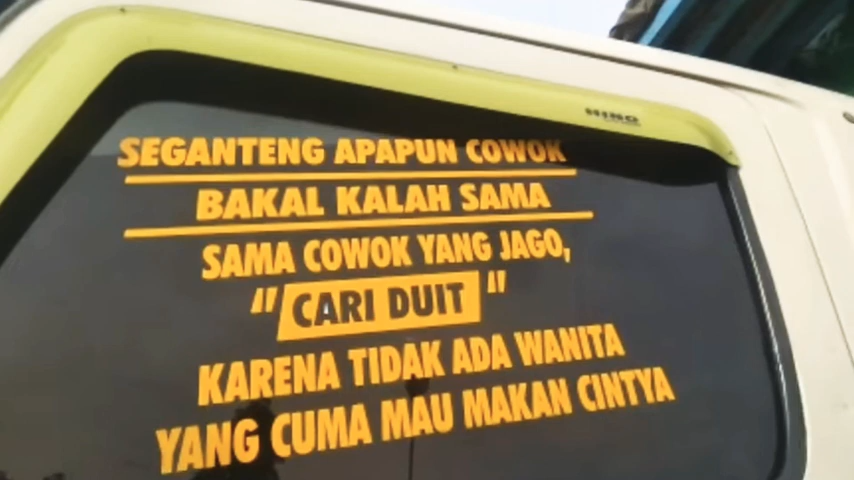 HINO
SEGANTENG APAPUN COWOK
BAKAL KALAH SAMA
SAMA COWOK YANG JAGO,
"CARI DUIT"
KARENA TIDAK ADA WANITA
YANG CUMA MAU MAKAN CINTYA